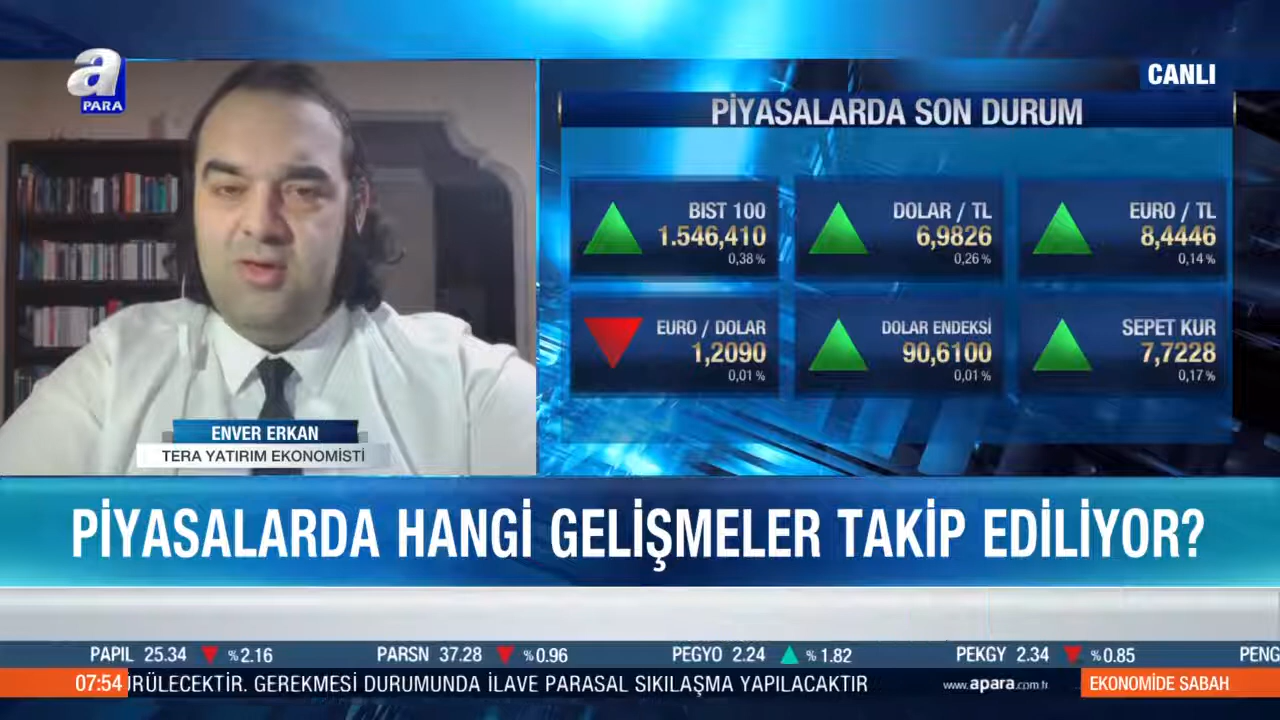 a
PARA
CANLI
PİYASALARDA SON DURUM
BIST 100
1.546,410
0,38 %
DOLAR / TL
6,9826
0,26 %
EURO / TL
8,4446
0,14 %
EURO / DOLAR
1,2090
0,01 %
DOLAR ENDEKSİ
90,6100
0,01 %
SEPET KUR
7,7228
0,17 %
ENVER ERKAN
TERA YATIRIM EKONOMİSTİ
PİYASALARDA HANGİ GELİŞMELER TAKİP EDİLİYOR?
PAPIL 25.34 %2.16 PARSN 37.28 %0.96 PEGYO 2.24 %1.82 PEKGY 2.34 %0.85 PENG
07:54 RÜLECEKTİR. GEREKMESİ DURUMUNDA İLAVE PARASAL SIKILAŞMA YAPILACAKTIR www.apara.com.tr EKONOMİDE SABAH